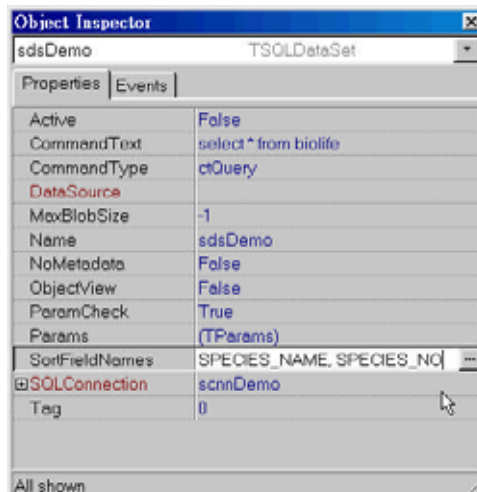 Object Inspector
sdsDemo TSQLDataSet
Properties Events
Active False
CommandText select * from biolife
CommandType ctQuery
DataSource
MaxBlobSize -1
Name sdsDemo
NoMetadata False
ObjectView False
ParamCheck True
Params (TParams)
SortFieldNames SPECIES_NAME, SPECIES_NO
SQLConnection scnnDemo
Tag 0
All shown